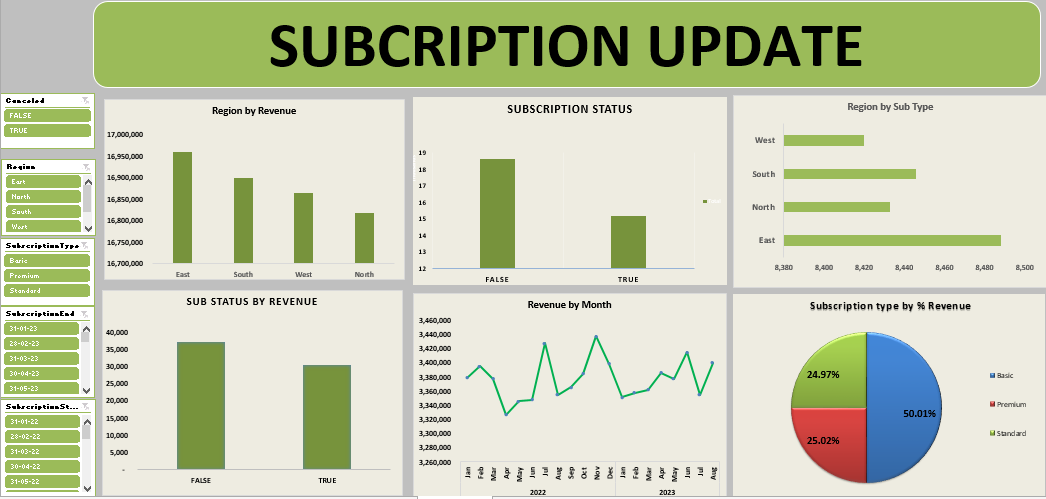 SUBCRIPTION UPDATE
Canceled
FALSE
TRUE
Region
East
North
South
West
SubscriptionType
Basic
Premium
Standard
SubscriptionEnd
31-01-23
28-02-23
31-03-23
30-04-23
31-05-23
SubscriptionSt...
31-01-22
28-02-22
31-03-22
30-04-22
31-05-22
Region by Revenue
17,000,000
16,950,000
16,900,000
16,850,000
16,800,000
16,750,000
16,700,000
East South West North
SUBSCRIPTION STATUS
19
18
17
16
15
14
13
12
FALSE TRUE
Region by Sub Type
West
South
North
East
8,380 8,400 8,420 8,440 8,460 8,480 8,500
SUB STATUS BY REVENUE
40,000
35,000
30,000
25,000
20,000
15,000
10,000
5,000
-
FALSE TRUE
Revenue by Month
3,460,000
3,440,000
3,420,000
3,400,000
3,380,000
3,360,000
3,340,000
3,320,000
3,300,000
3,280,000
3,260,000
Jan Feb Mar Apr May Jun Jul Aug Sep Oct Nov Dec Jan Feb Mar Apr May Jun Jul Aug
2022 2023
Subscription type by % Revenue
24.97%
50.01%
25.02%
Basic
Premium
Standard